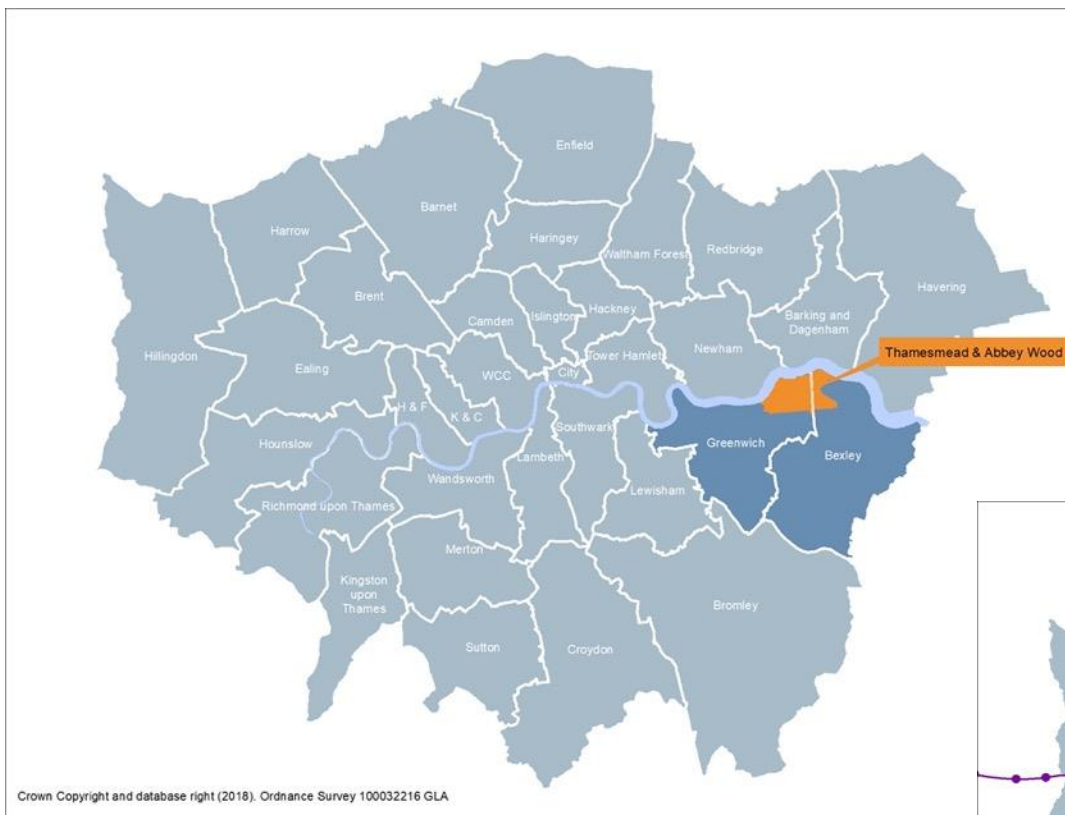 Enfield
Barnet
Harrow
Haringey
Waltham Forest
Redbridge
Havering
Brent
Hackney
Islington
Camden
Barking and
Dagenham
Hillingdon
Ealing
Newham
Tower Hamlet
Thamesmead & Abbey Wood
WCC
City
H & F
K & C
Hounslow
Southwark
Greenwich
Bexley
Lambeth
Wandsworth
Lewisham
Richmond upon Thames
Merton
Kingston
upon
Thames
Bromley
Sutton
Croydon
Crown Copyright and database right (2018). Ordnance Survey 100032216 GLA